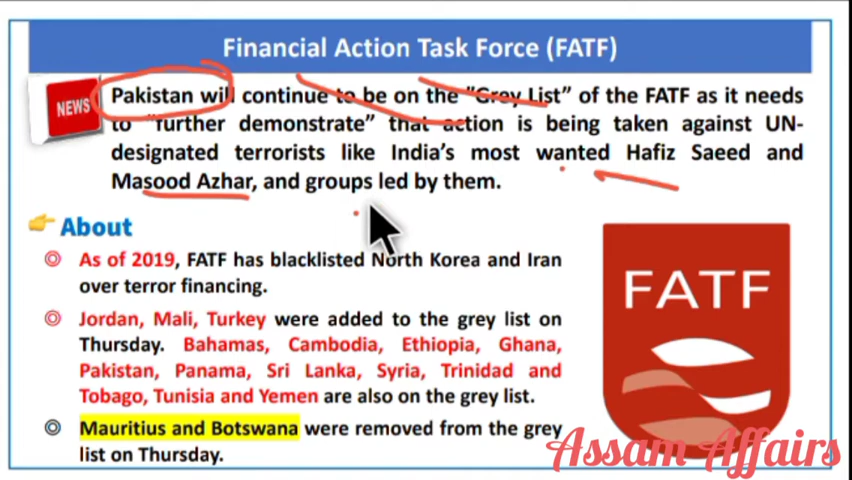 Financial Action Task Force (FATF)
NEWS
Pakistan will continue to be on the "Grey List" of the FATF as it needs
to "further demonstrate" that action is being taken against UN-
designated terrorists like India's most wanted Hafiz Saeed and
Masood Azhar, and groups led by them.
About
As of 2019, FATF has blacklisted North Korea and Iran
over terror financing.
Jordan, Mali, Turkey were added to the grey list on
Thursday. Bahamas, Cambodia, Ethiopia, Ghana,
Pakistan, Panama, Sri Lanka, Syria, Trinidad and
Tobago, Tunisia and Yemen are also on the grey list.
Mauritius and Botswana were removed from the grey
list on Thursday.
FATF
Assam Affairs